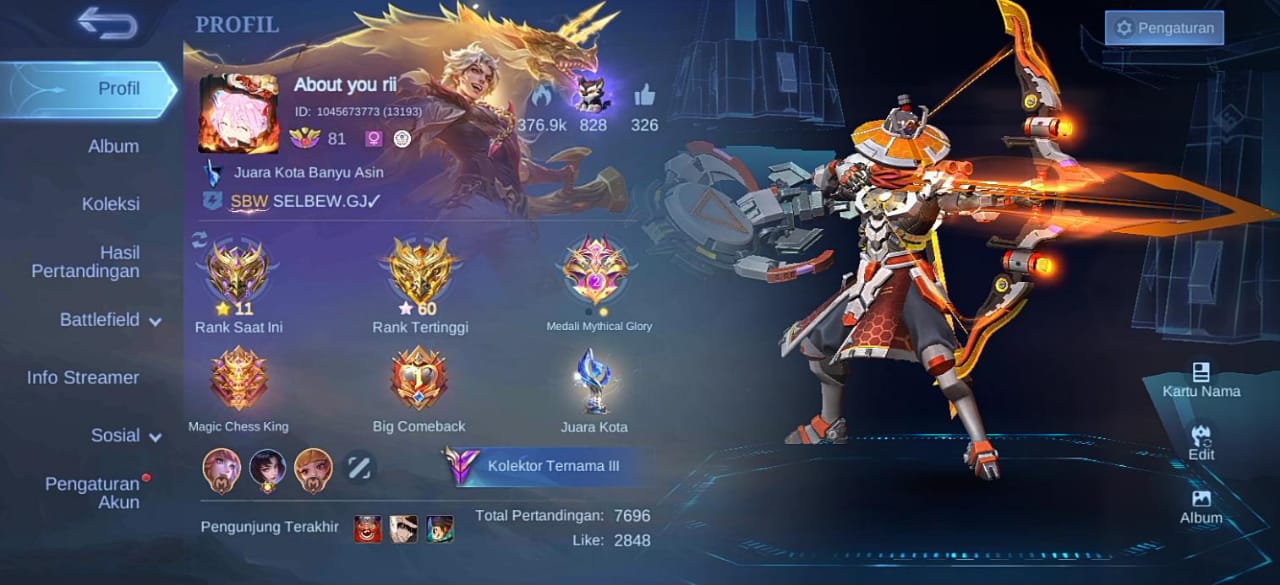 PROFIL
Pengaturan
Profil
Album
Koleksi
Hasil
Pertandingan
Battlefield
Info Streamer
Sosial
Pengaturan
Akun
About you rii
ID: 1045673773 (13193)
81
376.9k
828
326
Juara Kota Banyu Asin
SBW SELBEW.GJ✓
11
Rank Saat Ini
60
Rank Tertinggi
2
Medali Mythical Glory
Magic Chess King
1
Big Comeback
Juara Kota
M
M
Kolektor Ternama III
Pengunjung Terakhir
Total Pertandingan: 7696
Like: 2848
Kartu Nama
Edit
Album